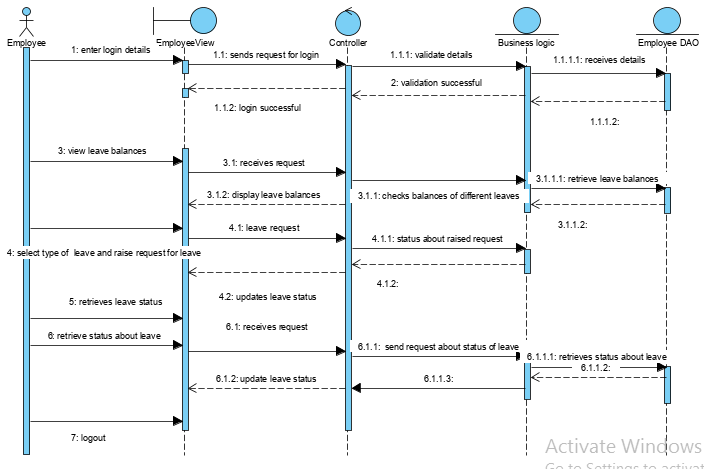 Employee
EmployeeView
Controller
Business logic
Employee DAO
1: enter login details
1.1: sends request for login
1.1.1: validate details
1.1.1.1: receives details
2: validation successful
1.1.2: login successful
1.1.1.2:
3: view leave balances
3.1: receives request
3.1.1.1: retrieve leave balances
3.1.2: display leave balances
3.1.1: checks balances of different leaves
3.1.1.2:
4.1: leave request
4.1.1: status about raised request
4: select type of leave and raise request for leave
4.1.2:
4.2: updates leave status
5: retrieves leave status
6.1: receives request
6: retrieve status about leave
6.1.1: send request about status of leave
6.1.1.1: retrieves status about leave
6.1.1.2:
6.1.2: update leave status
6.1.1.3:
7: logout
Activate Windows
Go to Settings to activat